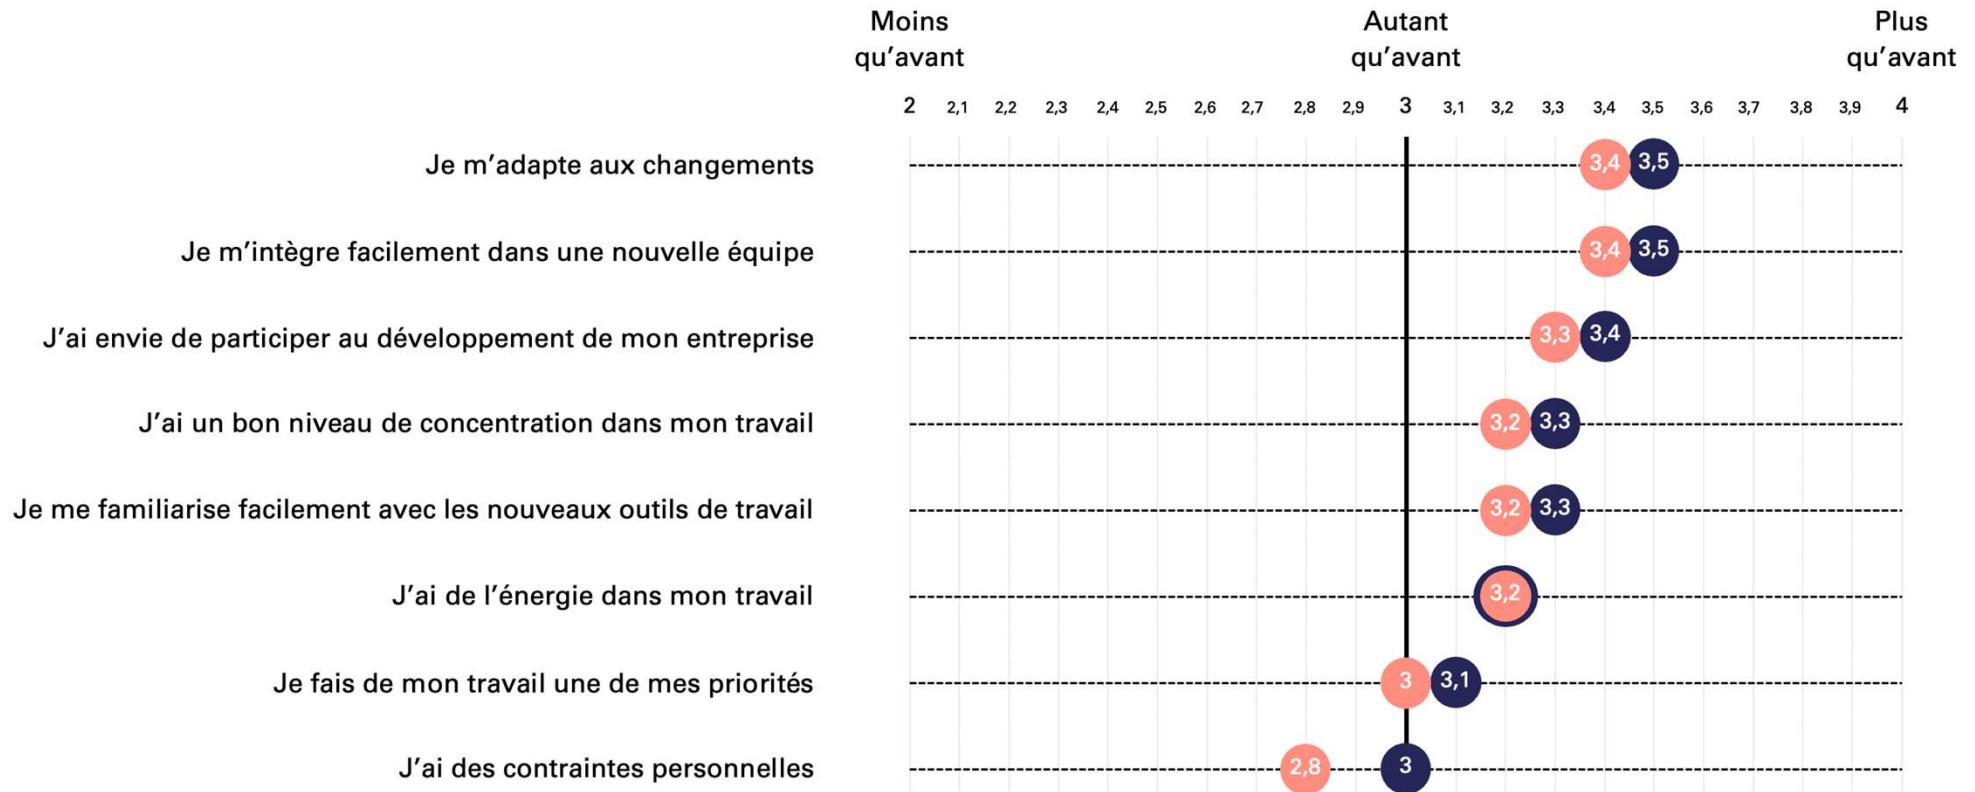 Moins
qu’avant
Autant
qu’avant
Plus
qu’avant
2 2,1 2,2 2,3 2,4 2,5 2,6 2,7 2,8 2,9 3 3,1 3,2 3,3 3,4 3,5 3,6 3,7 3,8 3,9 4
Je m’adapte aux changements 3,4 3,5
Je m’intègre facilement dans une nouvelle équipe 3,4 3,5
J’ai envie de participer au développement de mon entreprise 3,3 3,4
J’ai un bon niveau de concentration dans mon travail 3,2 3,3
Je me familiarise facilement avec les nouveaux outils de travail 3,2 3,3
J’ai de l’énergie dans mon travail 3,2
Je fais de mon travail une de mes priorités 3 3,1
J’ai des contraintes personnelles 2,8 3